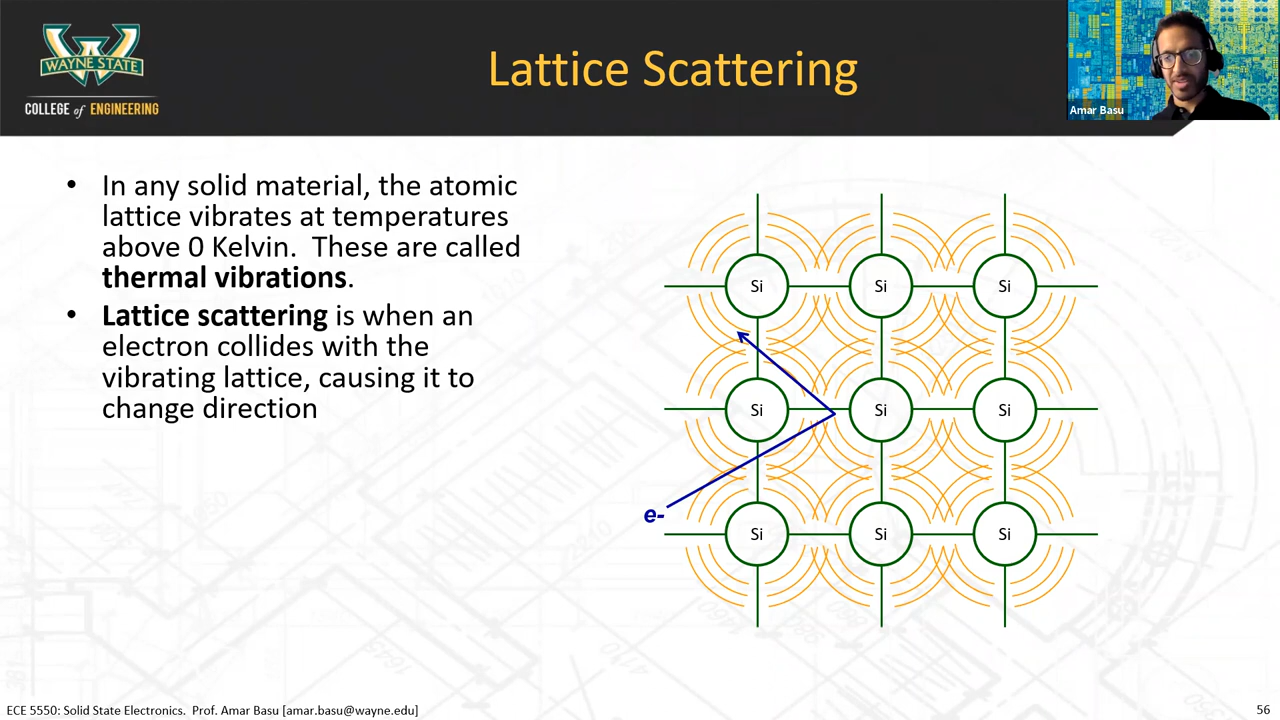 WAYNE STATE
COLLEGE of ENGINEERING
Lattice Scattering
Amar Basu
• In any solid material, the atomic
lattice vibrates at temperatures
above 0 Kelvin. These are called
thermal vibrations.
• Lattice scattering is when an
electron collides with the
vibrating lattice, causing it to
change direction
Si Si Si
Si Si Si
e-
Si Si Si
ECE 5550: Solid State Electronics. Prof. Amar Basu [amar.basu@wayne.edu]
56